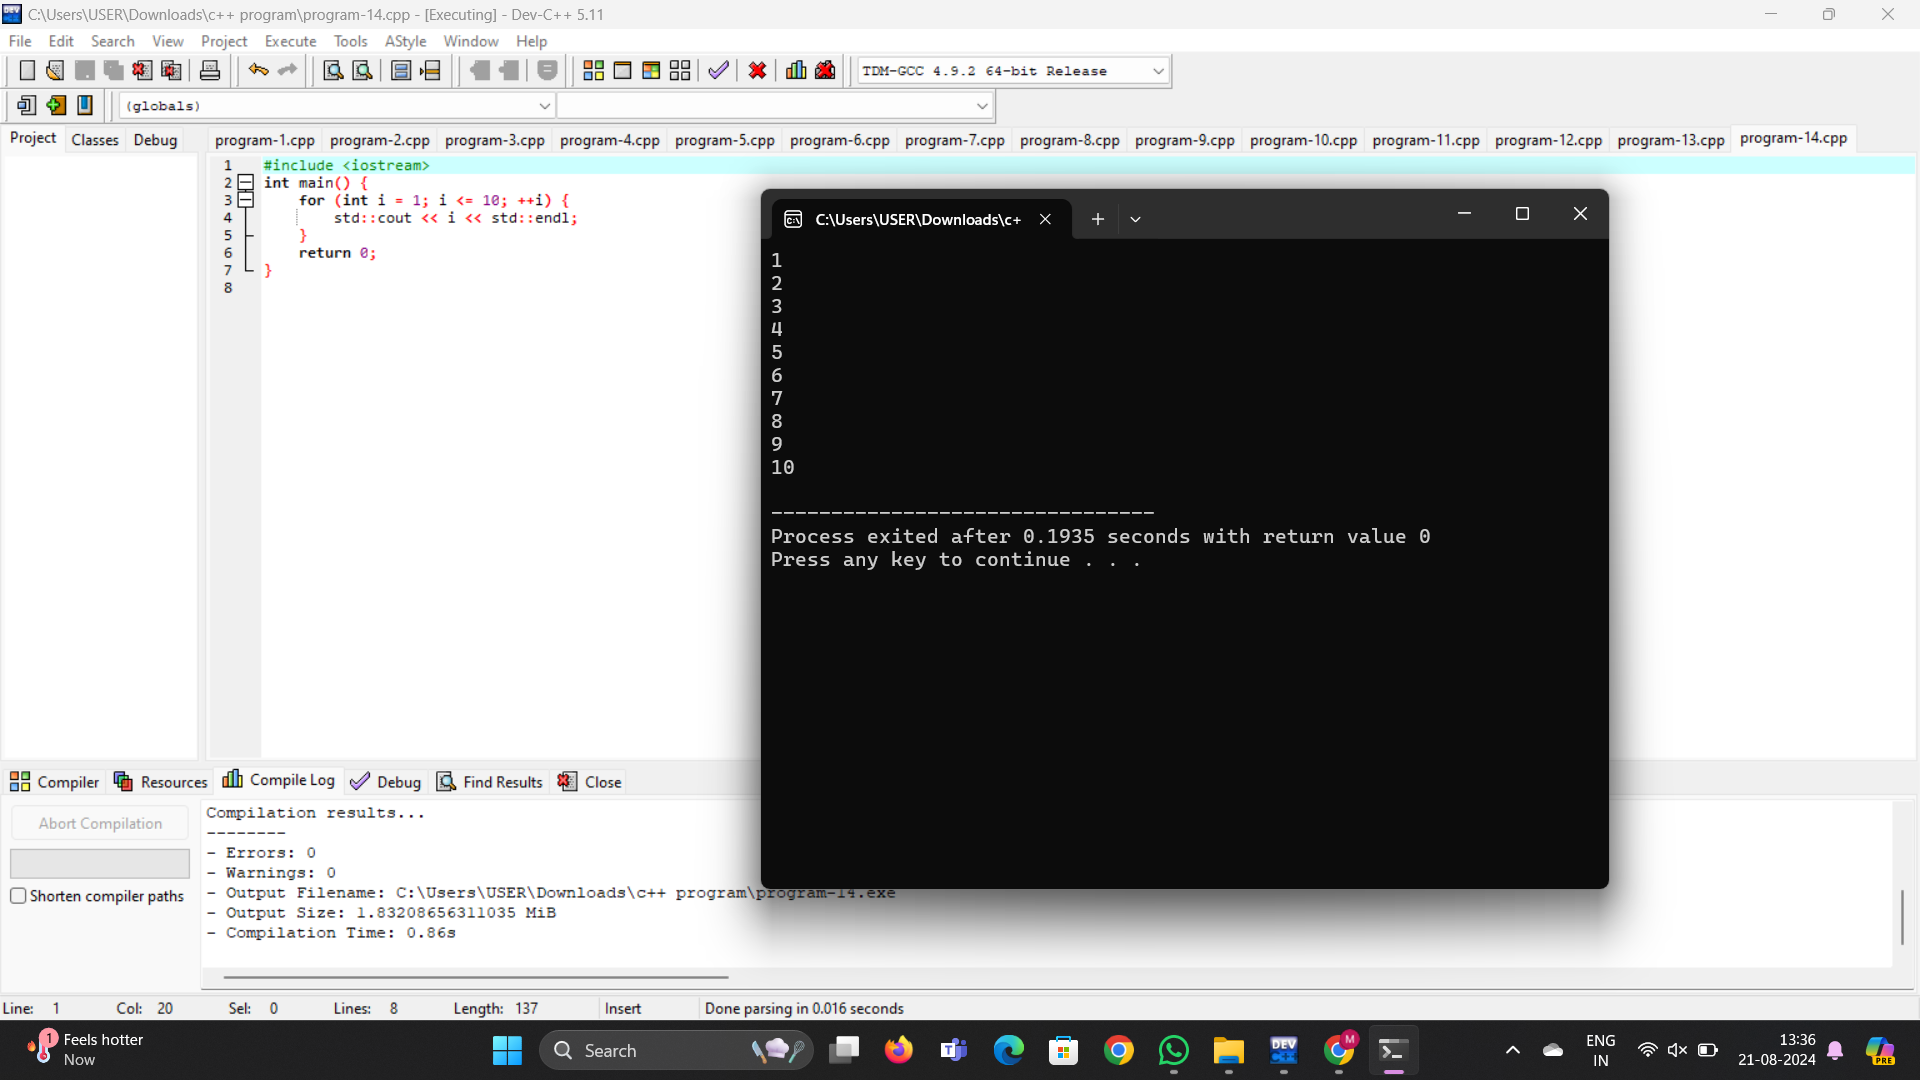 C:\Users\USER\Downloads\c++ program\program-14.cpp - [Executing] - Dev-C++ 5.11
File Edit Search View Project Execute Tools AStyle Window Help
TDM-GCC 4.9.2 64-bit Release
(globals)
Project Classes Debug
program-1.cpp program-2.cpp program-3.cpp program-4.cpp program-5.cpp program-6.cpp program-7.cpp program-8.cpp program-9.cpp program-10.cpp program-11.cpp program-12.cpp program-13.cpp program-14.cpp
1 #include <iostream>
2 int main() {
3 for (int i = 1; i <= 10; ++i) {
4 std::cout << i << std::endl;
5 }
6 return 0;
7 }
8
C:\Users\USER\Downloads\c+
1
2
3
4
5
6
7
8
9
10
--------------------------------
Process exited after 0.1935 seconds with return value 0
Press any key to continue . . .
Compiler Resources Compile Log Debug Find Results Close
Abort Compilation
Shorten compiler paths
Compilation results...
--------
- Errors: 0
- Warnings: 0
- Output Filename: C:\Users\USER\Downloads\c++ program\program-14.exe
- Output Size: 1.83208656311035 MiB
- Compilation Time: 0.86s
Line: 1 Col: 20 Sel: 0 Lines: 8 Length: 137 Insert Done parsing in 0.016 seconds
1
Feels hotter
Now
Search
DEV
M
ENG
IN
13:36
21-08-2024
PRE